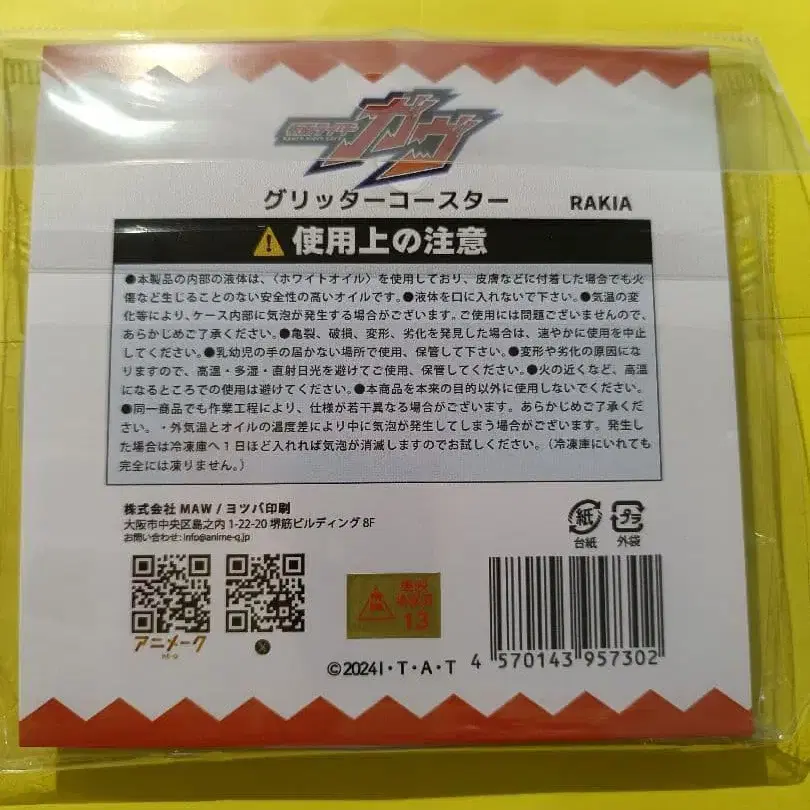 仮面ライダー
ガヴ
グリッターコースター RAKIA
使用上の注意
●本製品の内部の液体は、〈ホワイトオイル〉を使用しており、皮膚などに付着した場合でも火
傷など生じることのない安全性の高いオイルです。●液体を口に入れないで下さい。●気温の変
化等により、ケース内部に気泡が発生する場合がございます。ご使用には問題ございませんので、
あらかじめご了承ください。●亀裂、破損、変形、劣化を発見した場合は、速やかに使用を中止
してください。●乳幼児の手の届かない場所で使用、保管して下さい。●変形や劣化の原因にな
りますので、高温・多湿・直射日光を避けてご使用、保管してください。●火の近くなど、高温
になるところでの使用は避けてください。●本商品を本来の目的以外に使用しないでください。
●同一商品でも作業工程により、仕様が若干異なる場合がございます。あらかじめご了承くだ
さい。・外気温とオイルの温度差により中に気泡が発生してしまう場合がございます。発生し
た場合は冷凍庫へ1日ほど入れれば気泡が消滅しますのでお試しください。（冷凍庫にいれても
完全には凍りません。）
株式会社 MAW / ヨツバ印刷
大阪市中央区島之内 1-22-20 堺筋ビルディング 8F
お問い合わせ: info@anime-q.jp
紙
台紙
プラ
外袋
アニメーク
X
東映
13
©2024 I・T・A・T
4 570143 957302